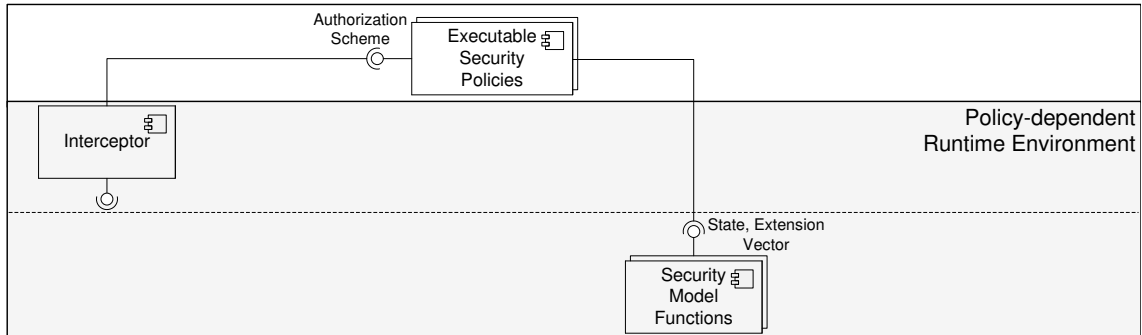 Authorization
Scheme
Executable
Security
Policies
Interceptor
Policy-dependent
Runtime Environment
State, Extension
Vector
Security
Model
Functions